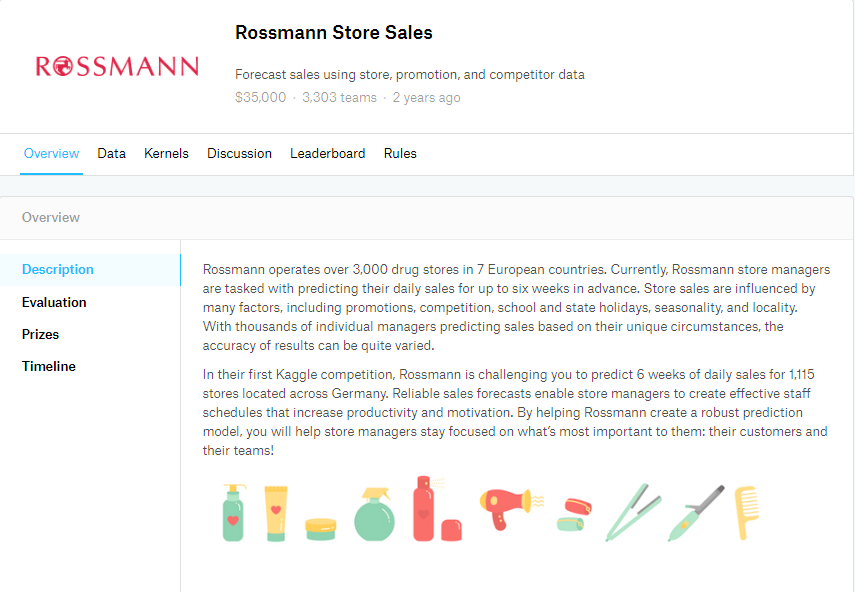 Rossmann Store Sales
ROSSMANN
Forecast sales using store, promotion, and competitor data
$35,000 · 3,303 teams · 2 years ago
Overview Data Kernels Discussion Leaderboard Rules
Overview
Description
Evaluation
Prizes
Timeline
Rossmann operates over 3,000 drug stores in 7 European countries. Currently, Rossmann store managers
are tasked with predicting their daily sales for up to six weeks in advance. Store sales are influenced by
many factors, including promotions, competition, school and state holidays, seasonality, and locality.
With thousands of individual managers predicting sales based on their unique circumstances, the
accuracy of results can be quite varied.
In their first Kaggle competition, Rossmann is challenging you to predict 6 weeks of daily sales for 1,115
stores located across Germany. Reliable sales forecasts enable store managers to create effective staff
schedules that increase productivity and motivation. By helping Rossmann create a robust prediction
model, you will help store managers stay focused on what's most important to them: their customers and
their teams!